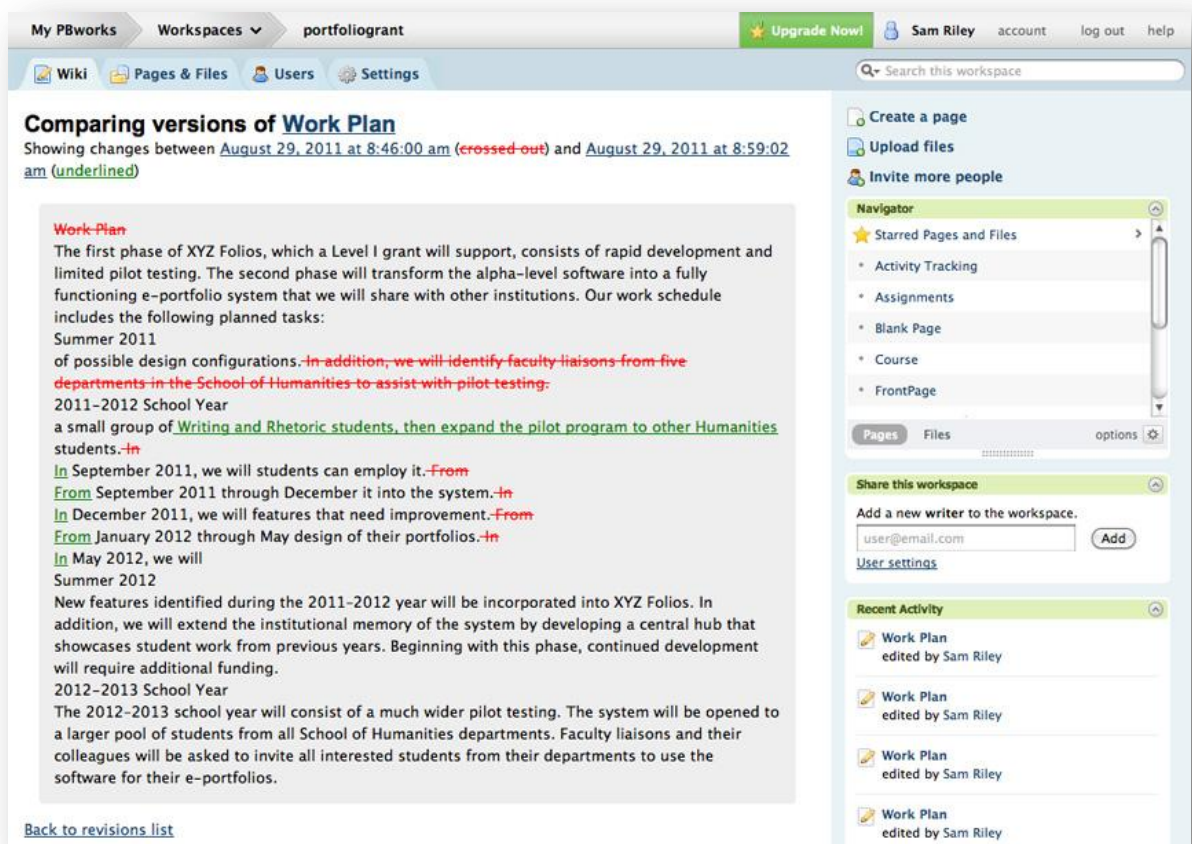 My PBworks Workspaces portfoliogrant Upgrade Now! Sam Riley account log out help
Wiki Pages & Files Users Settings Search this workspace
Comparing versions of Work Plan
Showing changes between August 29, 2011 at 8:46:00 am (crossed out) and August 29, 2011 at 8:59:02
am (underlined)
Work Plan
The first phase of XYZ Folios, which a Level I grant will support, consists of rapid development and
limited pilot testing. The second phase will transform the alpha-level software into a fully
functioning e-portfolio system that we will share with other institutions. Our work schedule
includes the following planned tasks:
Summer 2011
of possible design configurations. In addition, we will identify faculty liaisons from five
departments in the School of Humanities to assist with pilot testing.
2011-2012 School Year
a small group of Writing and Rhetoric students, then expand the pilot program to other Humanities
students. In
In September 2011, we will students can employ it. From
From September 2011 through December it into the system. In
In December 2011, we will features that need improvement. From
From January 2012 through May design of their portfolios. In
In May 2012, we will
Summer 2012
New features identified during the 2011-2012 year will be incorporated into XYZ Folios. In
addition, we will extend the institutional memory of the system by developing a central hub that
showcases student work from previous years. Beginning with this phase, continued development
will require additional funding.
2012-2013 School Year
The 2012-2013 school year will consist of a much wider pilot testing. The system will be opened to
a larger pool of students from all School of Humanities departments. Faculty liaisons and their
colleagues will be asked to invite all interested students from their departments to use the
software for their e-portfolios.
Back to revisions list
Create a page
Upload files
Invite more people
Navigator
Starred Pages and Files
Activity Tracking
Assignments
Blank Page
Course
FrontPage
Pages Files options
Share this workspace
Add a new writer to the workspace.
user@email.com Add
User settings
Recent Activity
Work Plan
edited by Sam Riley
Work Plan
edited by Sam Riley
Work Plan
edited by Sam Riley
Work Plan
edited by Sam Riley